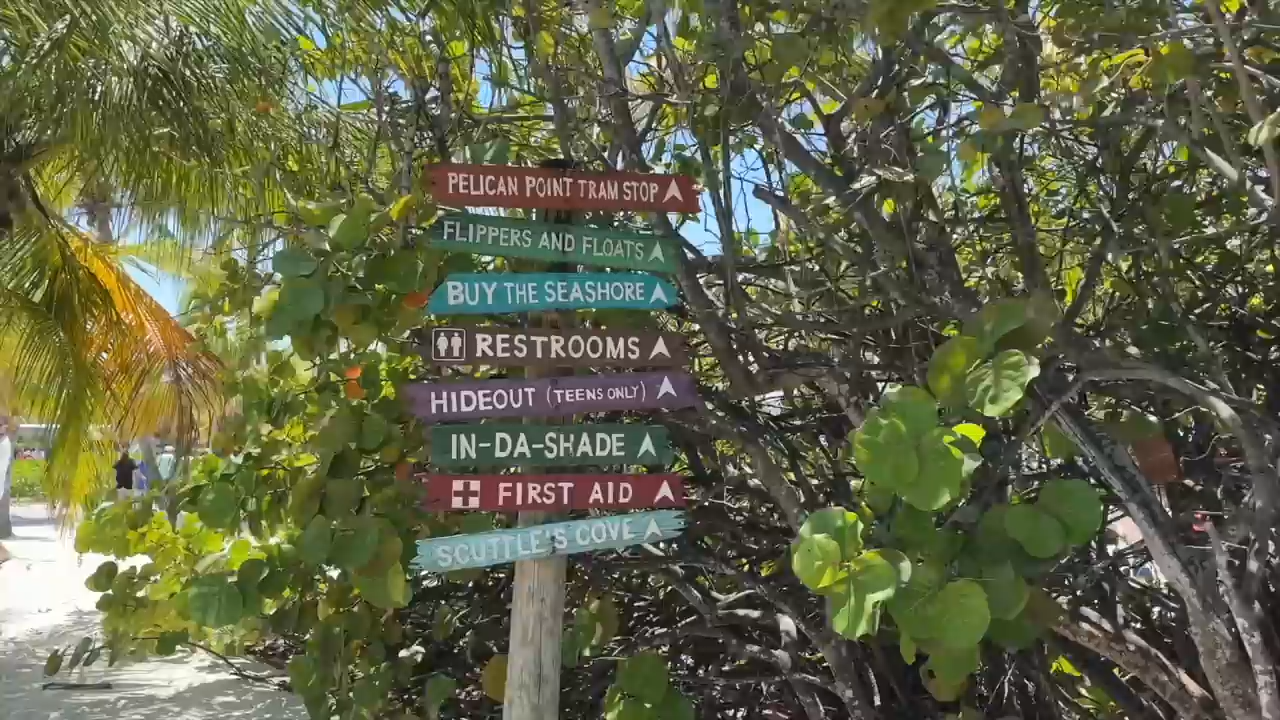 PELICAN POINT TRAM STOP
FLIPPERS AND FLOATS
BUY THE SEASHORE
RESTROOMS
HIDEOUT (TEENS ONLY)
IN-DA-SHADE
FIRST AID
SCUTTLE'S COVE